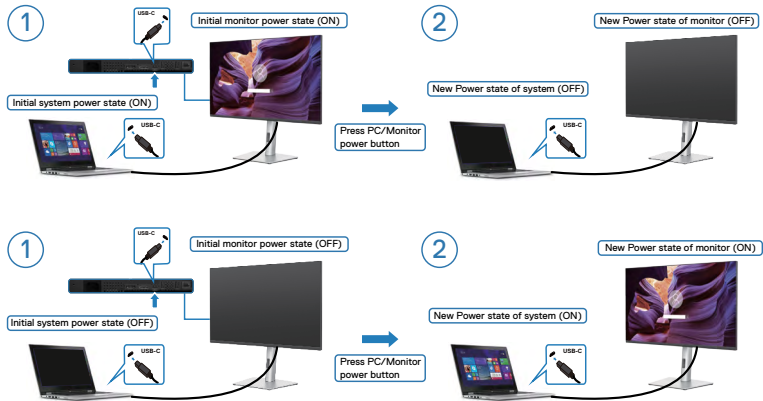 1
USB-C
Initial monitor power state (ON)
2
New Power state of monitor (OFF)
Initial system power state (ON)
USB-C
Press PC/Monitor
power button
New Power state of system (OFF)
USB-C
1
USB-C
Initial monitor power state (OFF)
2
New Power state of monitor (ON)
Initial system power state (OFF)
USB-C
Press PC/Monitor
power button
New Power state of system (ON)
USB-C